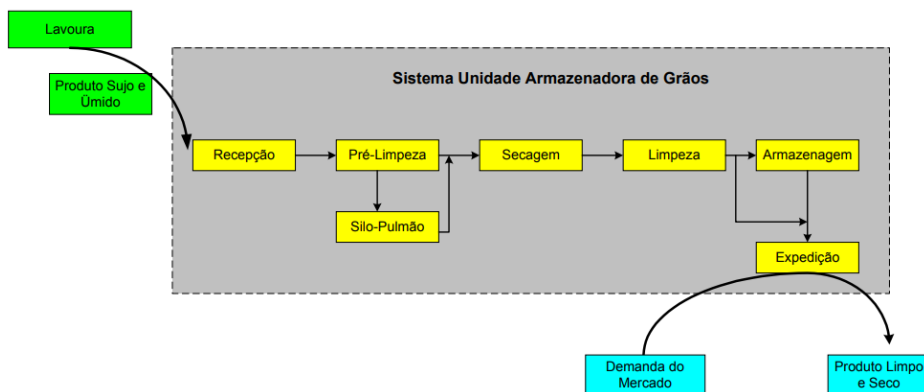 Lavoura
Produto Sujo e
Ümido
Sistema Unidade Armazenadora de Grãos
Recepção
Pré-Limpeza
Secagem
Limpeza
Armazenagem
Silo-Pulmão
Expedição
Demanda do
Mercado
Produto Limpo
e Seco